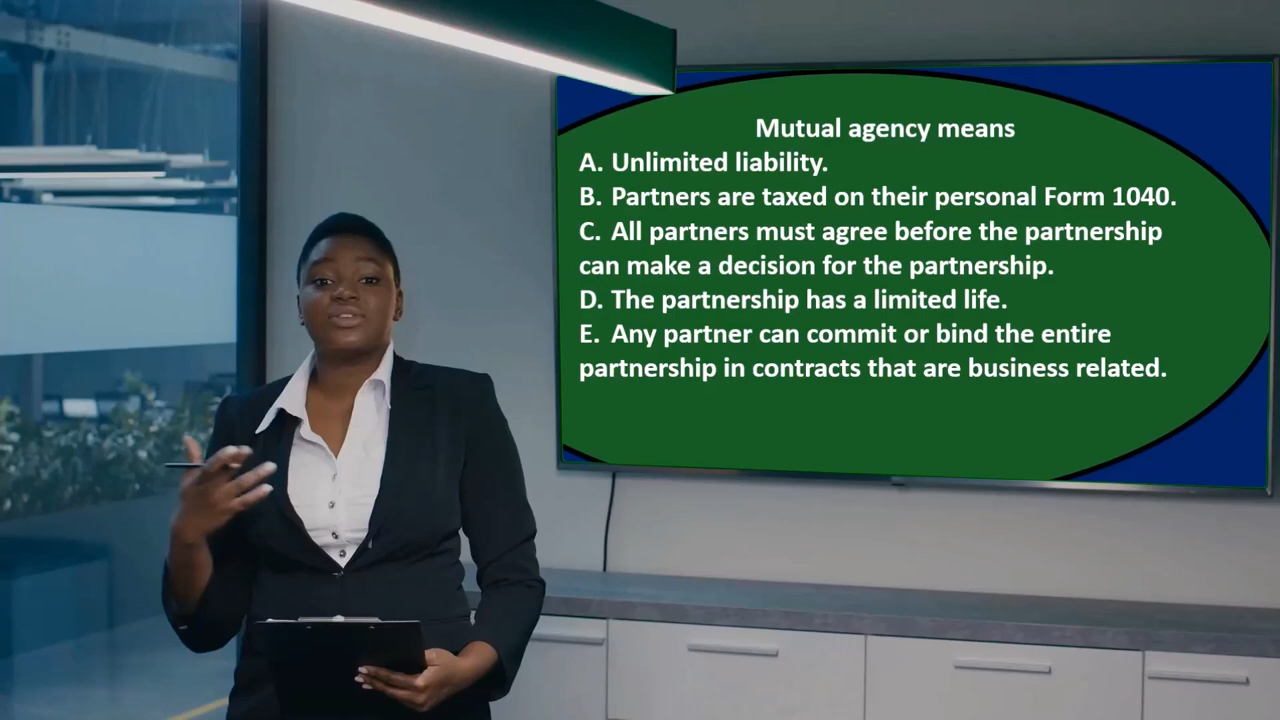 Mutual agency means
A. Unlimited liability.
B. Partners are taxed on their personal Form 1040.
C. All partners must agree before the partnership
can make a decision for the partnership.
D. The partnership has a limited life.
E. Any partner can commit or bind the entire
partnership in contracts that are business related.